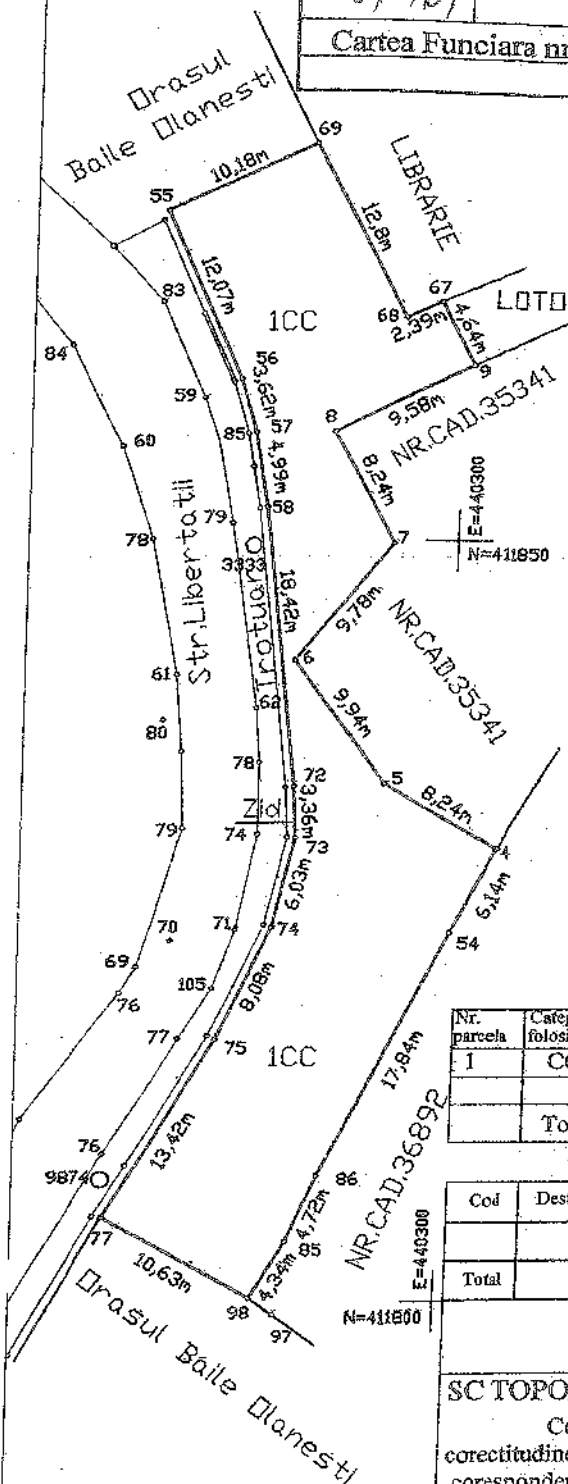 Cartea Funciara nr
Orasul
Baile Olanesti
69
10,18m
55
LIBRARIE
12,8m
12,07m
67
LOTO
68
2,39m
4,64m
83
1CC
9
84
56
3,62m
59
9,58m
NR.CAD.35341
8
57
85
4,99m
60
8,24m
58
E=440300
N=411850
79
7
78
Str.Libertatii
3333
Trotuar
18,42m
9,78m
NR.CAD.35341
6
61
9,94m
62
80
78
72
5
Zid
3,36m
8,24m
79
74
73
4
6,03m
6,14m
70
71
74
54
69
105
8,08m
76
77
75
1CC
17,84m
Nr.
parcela
1
13,42m
76
9874
86
NR.CAD.36892
4,72m
Cod
77
85
E=440300
10,63m
4,34m
Total
98
N=411800
97
Orasul Baile Olanesti
SC TOPO
corectitudine